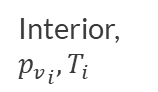 Interior,
p_{v_i}, T_i